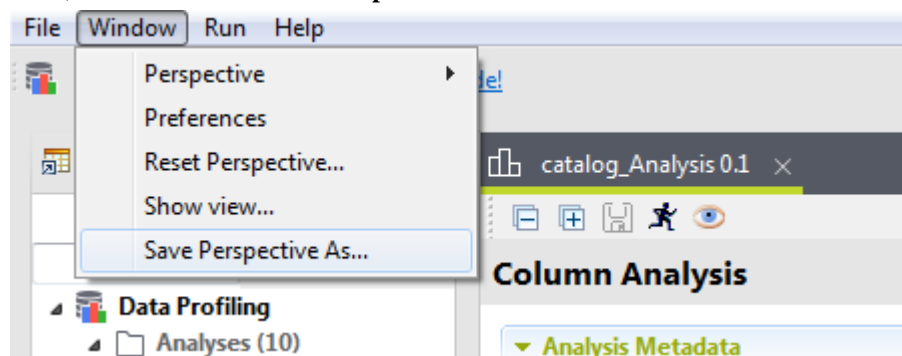 File Window Run Help
Perspective
de!
Preferences
Reset Perspective...
catalog_Analysis 0.1
Show view...
Save Perspective As...
Column Analysis
Data Profiling
Analyses (10)
Analysis Metadata